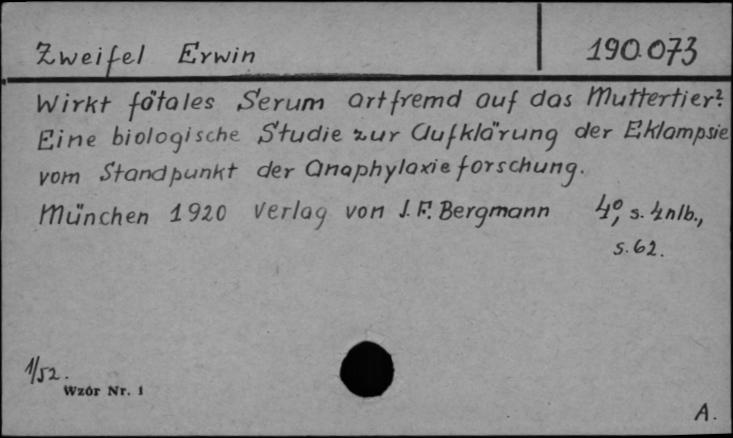 Zweifel Erwin 190.073
Wirkt fötales Serum artfremd auf das Muttertier?
Eine biologische Studie zur Aufklärung der Eklampsie
vom Standpunkt der Anaphylaxieforschung.
München 1920 Verlag von J. F. Bergmann 4º, s. 4nlb.,
s. 62.
1/52.
Wzór Nr. 1
A.